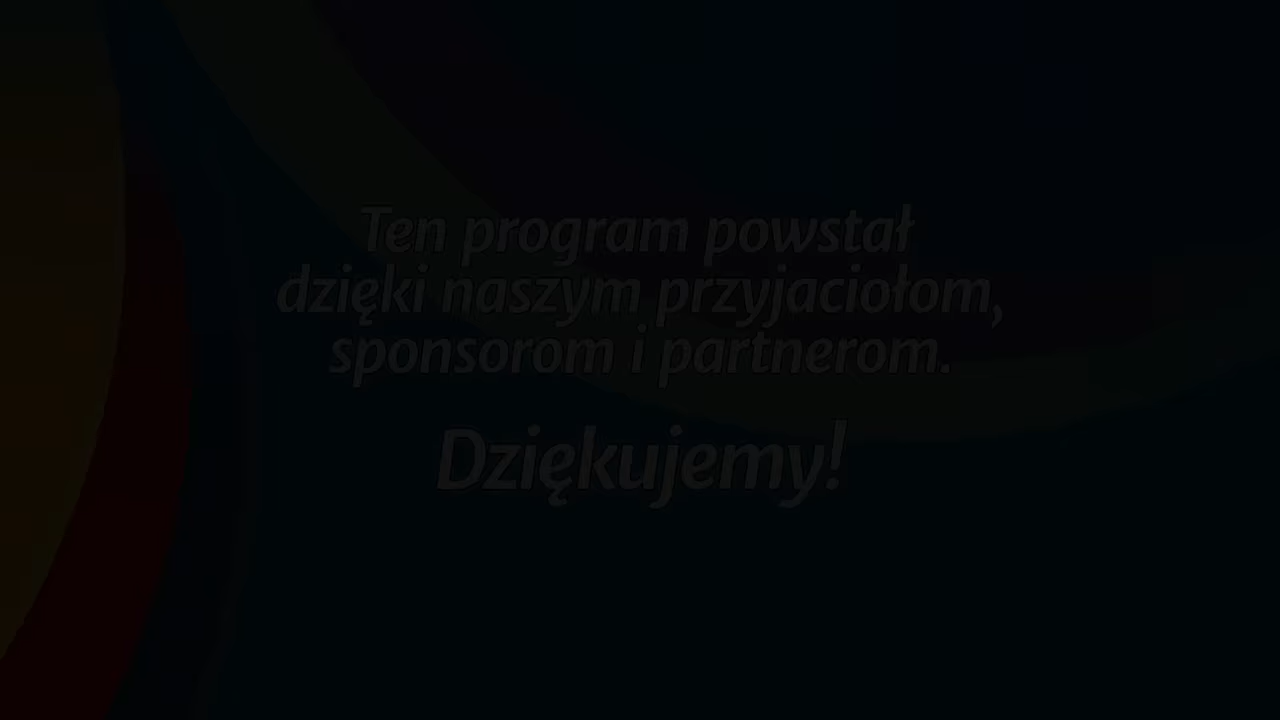 Ten program powstał
dzięki naszym przyjaciołom,
sponsorom i partnerom.
Dziękujemy!